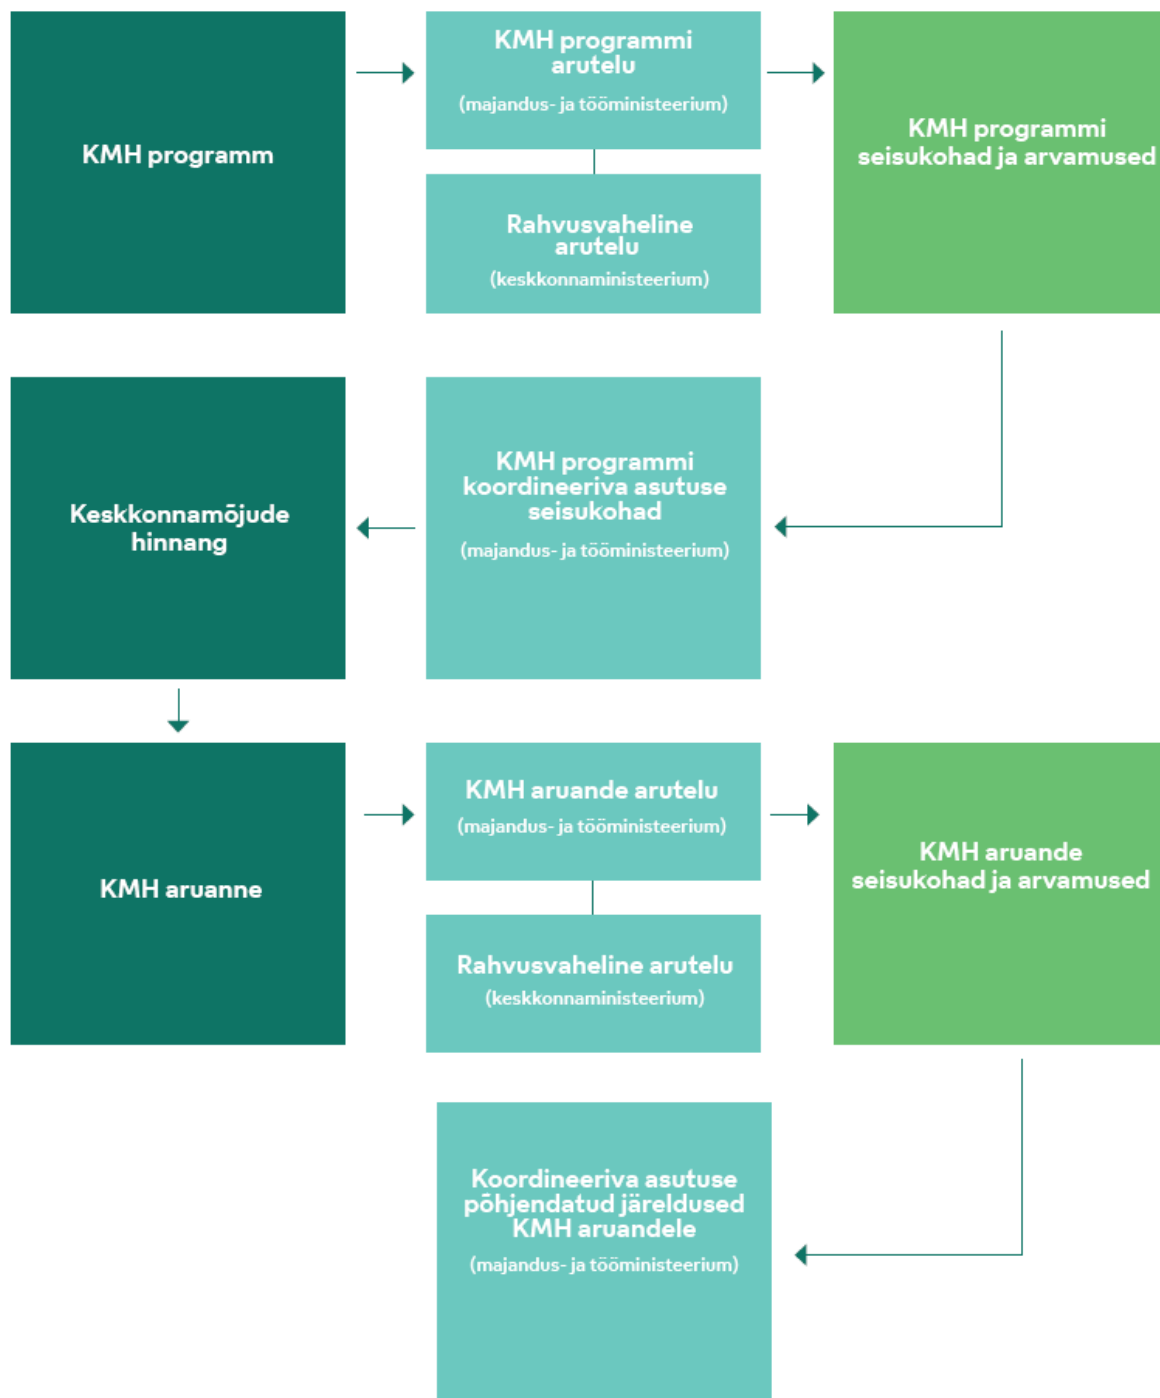 KMH programm
KMH programmi
arutelu
(majandus- ja tööministeerium)
Rahvusvaheline
arutelu
(keskkonnaministeerium)
KMH programmi
seisukohad ja arvamused
Keskkonnamõjude
hinnang
KMH programmi
koordineeriva asutuse
seisukohad
(majandus- ja tööministeerium)
KMH aruanne
KMH aruande arutelu
(majandus- ja tööministeerium)
Rahvusvaheline arutelu
(keskkonnaministeerium)
KMH aruande
seisukohad ja arvamused
Koordineeriva asutuse
põhjendatud järeldused
KMH aruandele
(majandus- ja tööministeerium)